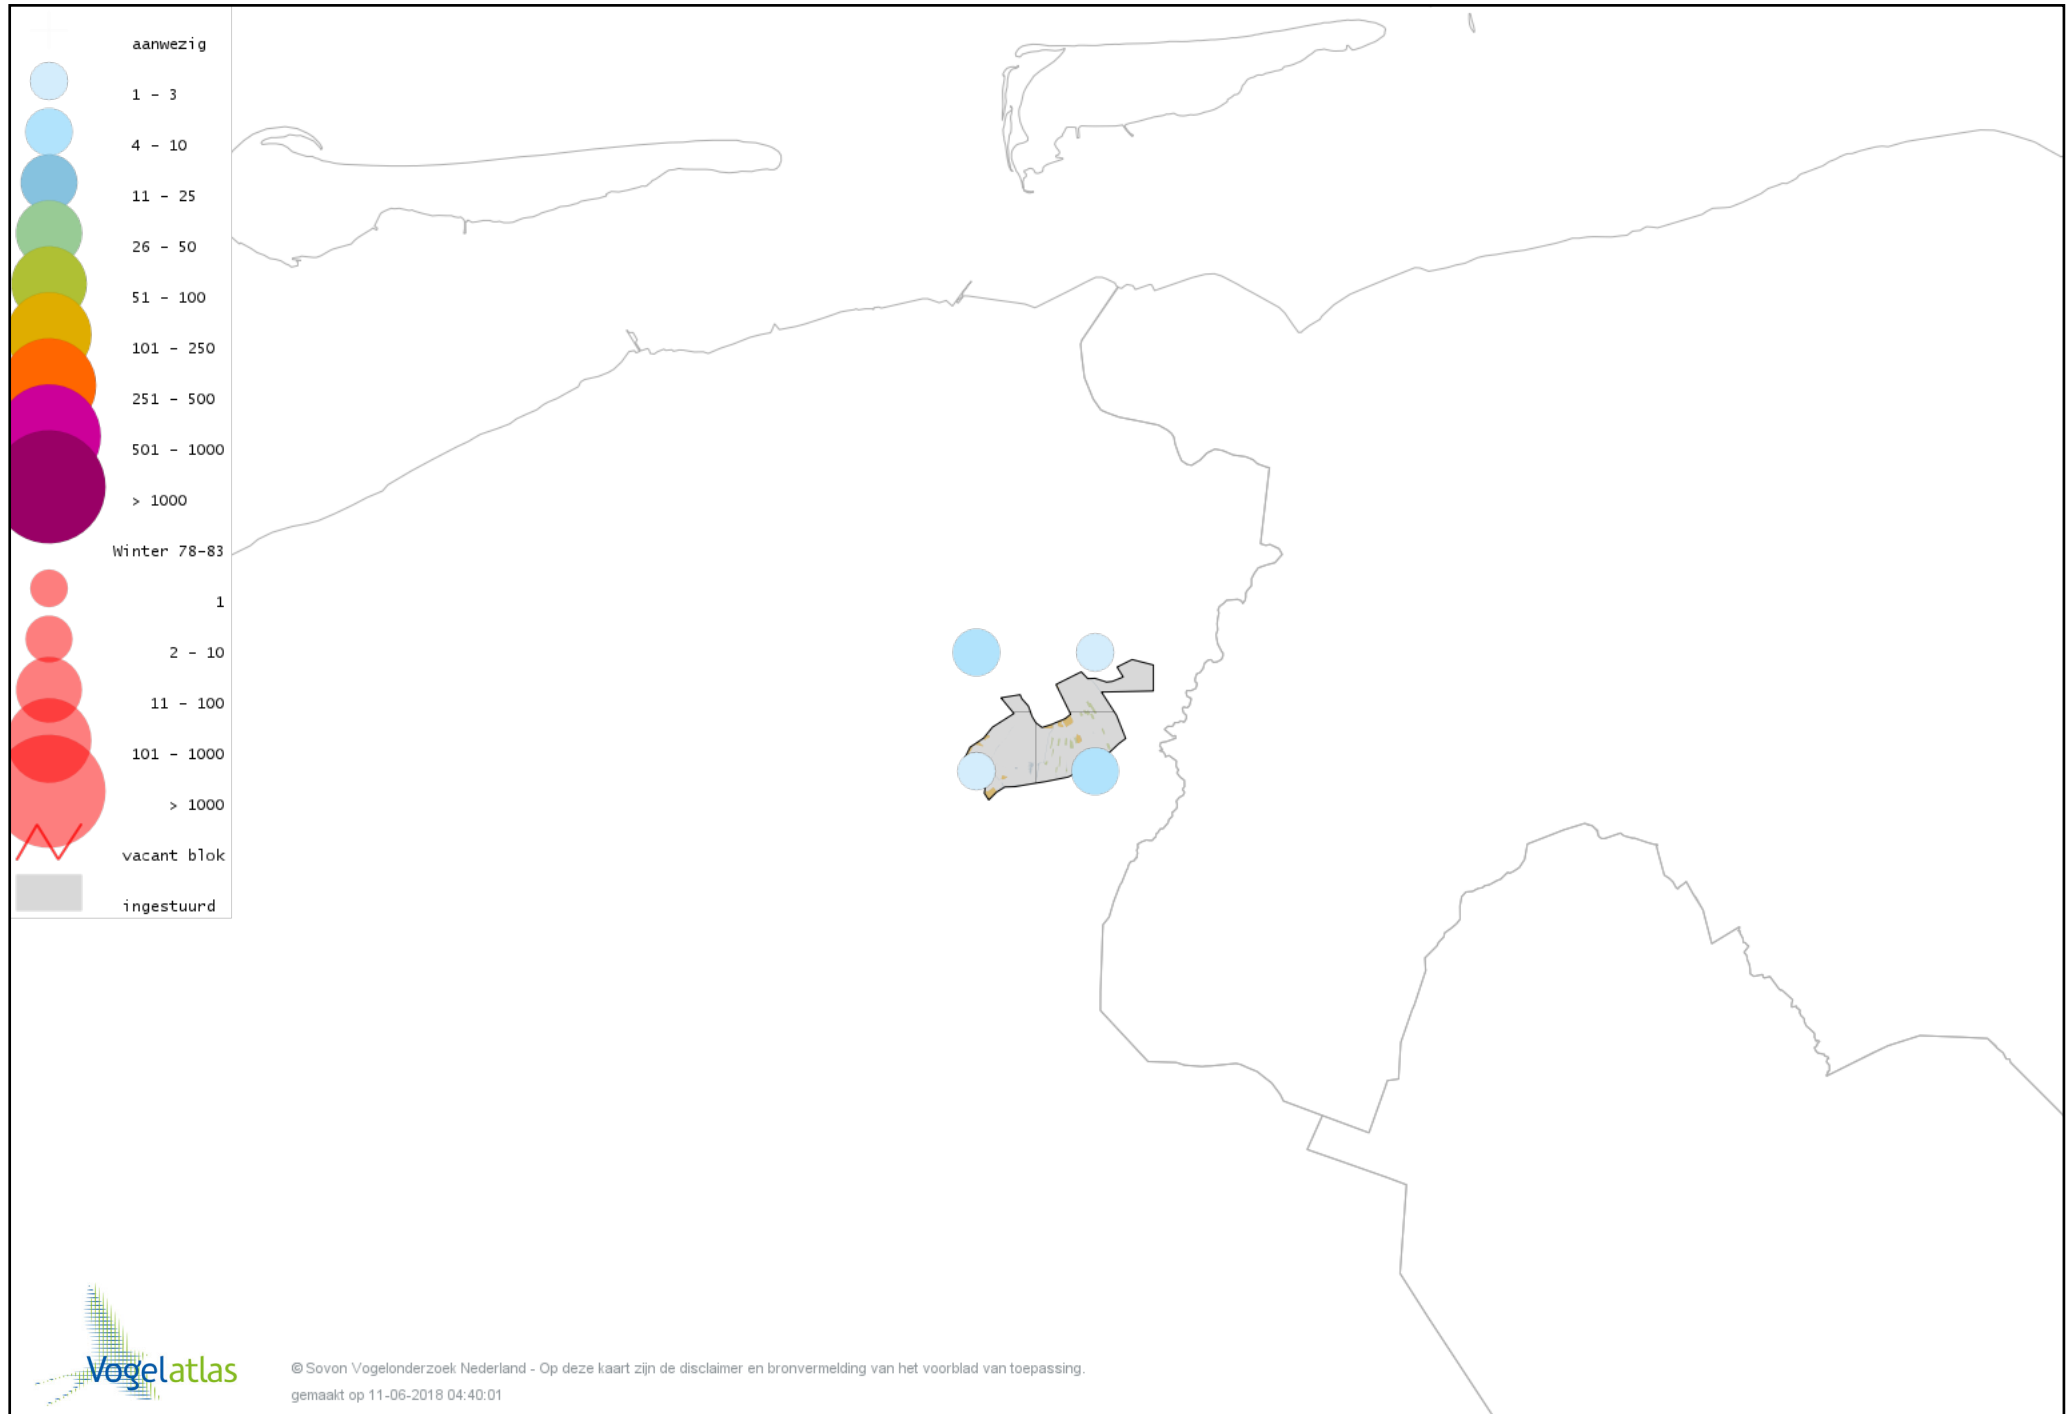 aanwezig
1 - 3
4 - 10
11 - 25
26 - 50
51 - 100
101 - 250
251 - 500
501 - 1000
> 1000
Winter 78-83
1
2 - 10
11 - 100
101 - 1000
> 1000
vacant blok
ingestuurd
Vogelatlas
© Sovon Vogelonderzoek Nederland - Op deze kaart zijn de disclaimer en bronvermelding van het voorblad van toepassing.
gemaakt op 11-06-2018 04:40:01